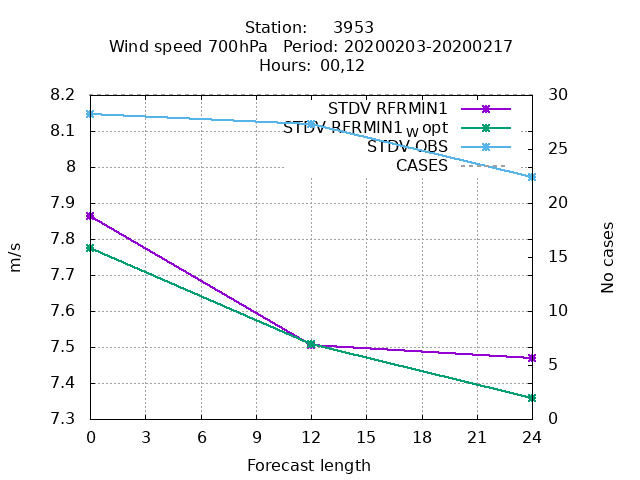 Station: 3953
Wind speed 700hPa Period: 20200203-20200217
Hours: 00,12
8.2
8.1
8
7.9
7.8
7.7
7.6
7.5
7.4
7.3
m/s
STDV RFRMIN1
STDV RFRMIN1w opt
STDV OBS
CASES
30
25
20
15
10
5
0
No cases
0 3 6 9 12 15 18 21 24
Forecast length